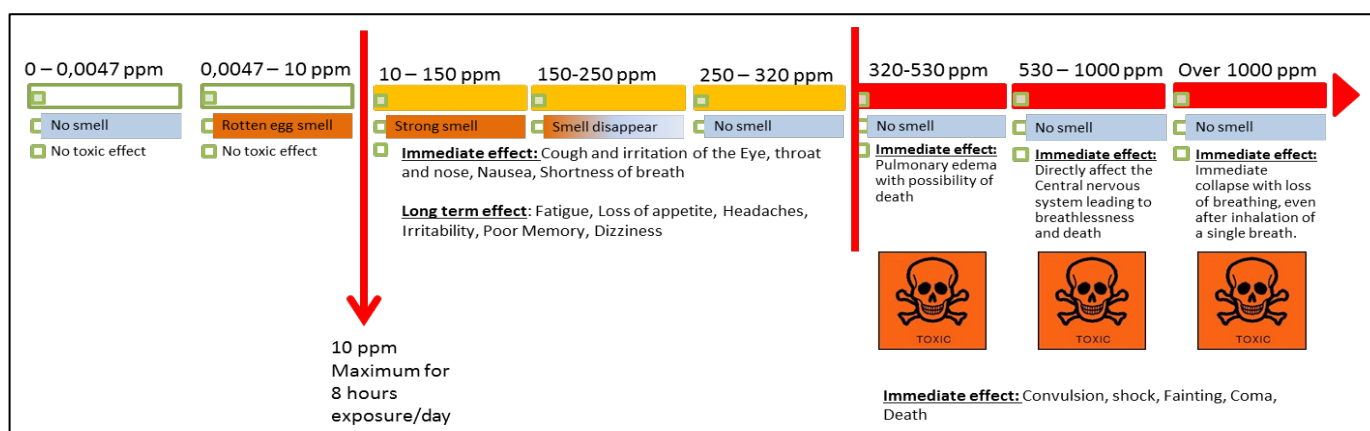 0 – 0,0047 ppm
No smell
No toxic effect
0,0047 – 10 ppm
Rotten egg smell
No toxic effect
10 – 150 ppm
Strong smell
150-250 ppm
Smell disappear
250 – 320 ppm
No smell
Immediate effect: Cough and irritation of the Eye, throat
and nose, Nausea, Shortness of breath
Long term effect: Fatigue, Loss of appetite, Headaches,
Irritability, Poor Memory, Dizziness
320-530 ppm
No smell
Immediate effect:
Pulmonary edema
with possibility of
death
TOXIC
530 – 1000 ppm
No smell
Immediate effect:
Directly affect the
Central nervous
system leading to
breathlessness
and death
TOXIC
Over 1000 ppm
No smell
Immediate effect:
Immediate
collapse with loss
of breathing, even
after inhalation of
a single breath.
TOXIC
10 ppm
Maximum for
8 hours
exposure/day
Immediate effect: Convulsion, shock, Fainting, Coma,
Death